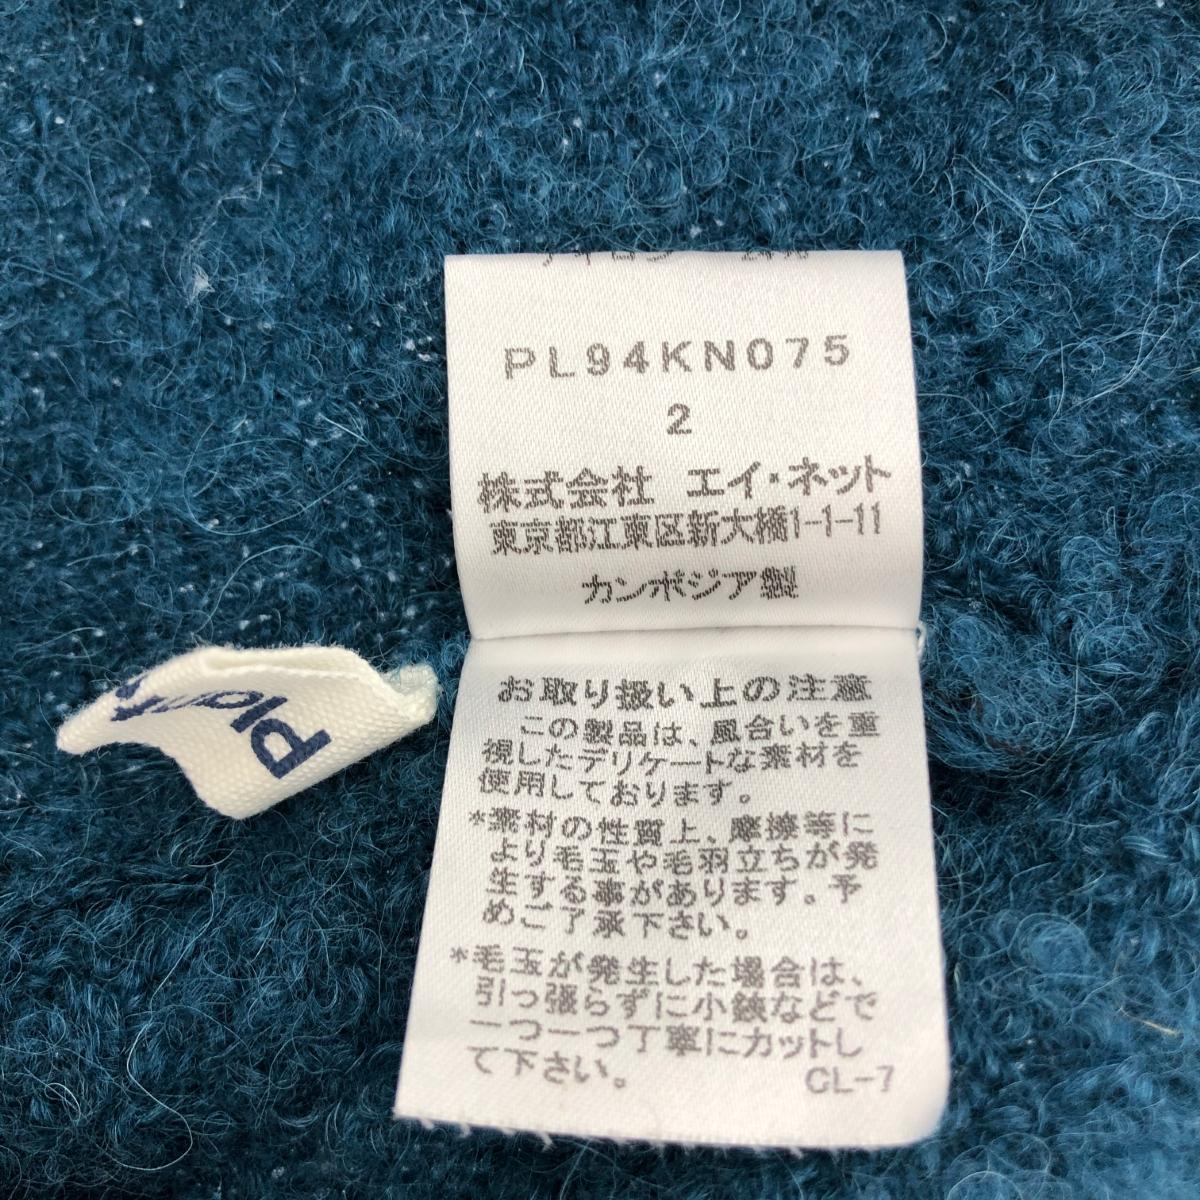 PL94KN075
2
株式会社 エイ・ネット
東京都江東区新大橋1-1-11
カンボジア製
お取り扱い上の注意
この製品は、風合いを重
視したデリケートな素材を
使用しております。
*素材の性質上、摩擦等に
より毛玉や毛羽立ちが発
生する事があります。予
めご了承下さい。
*毛玉が発生した場合は、
引っ張らずに小鋏などで
一つ一つ丁寧にカットし
て下さい。
CL-7